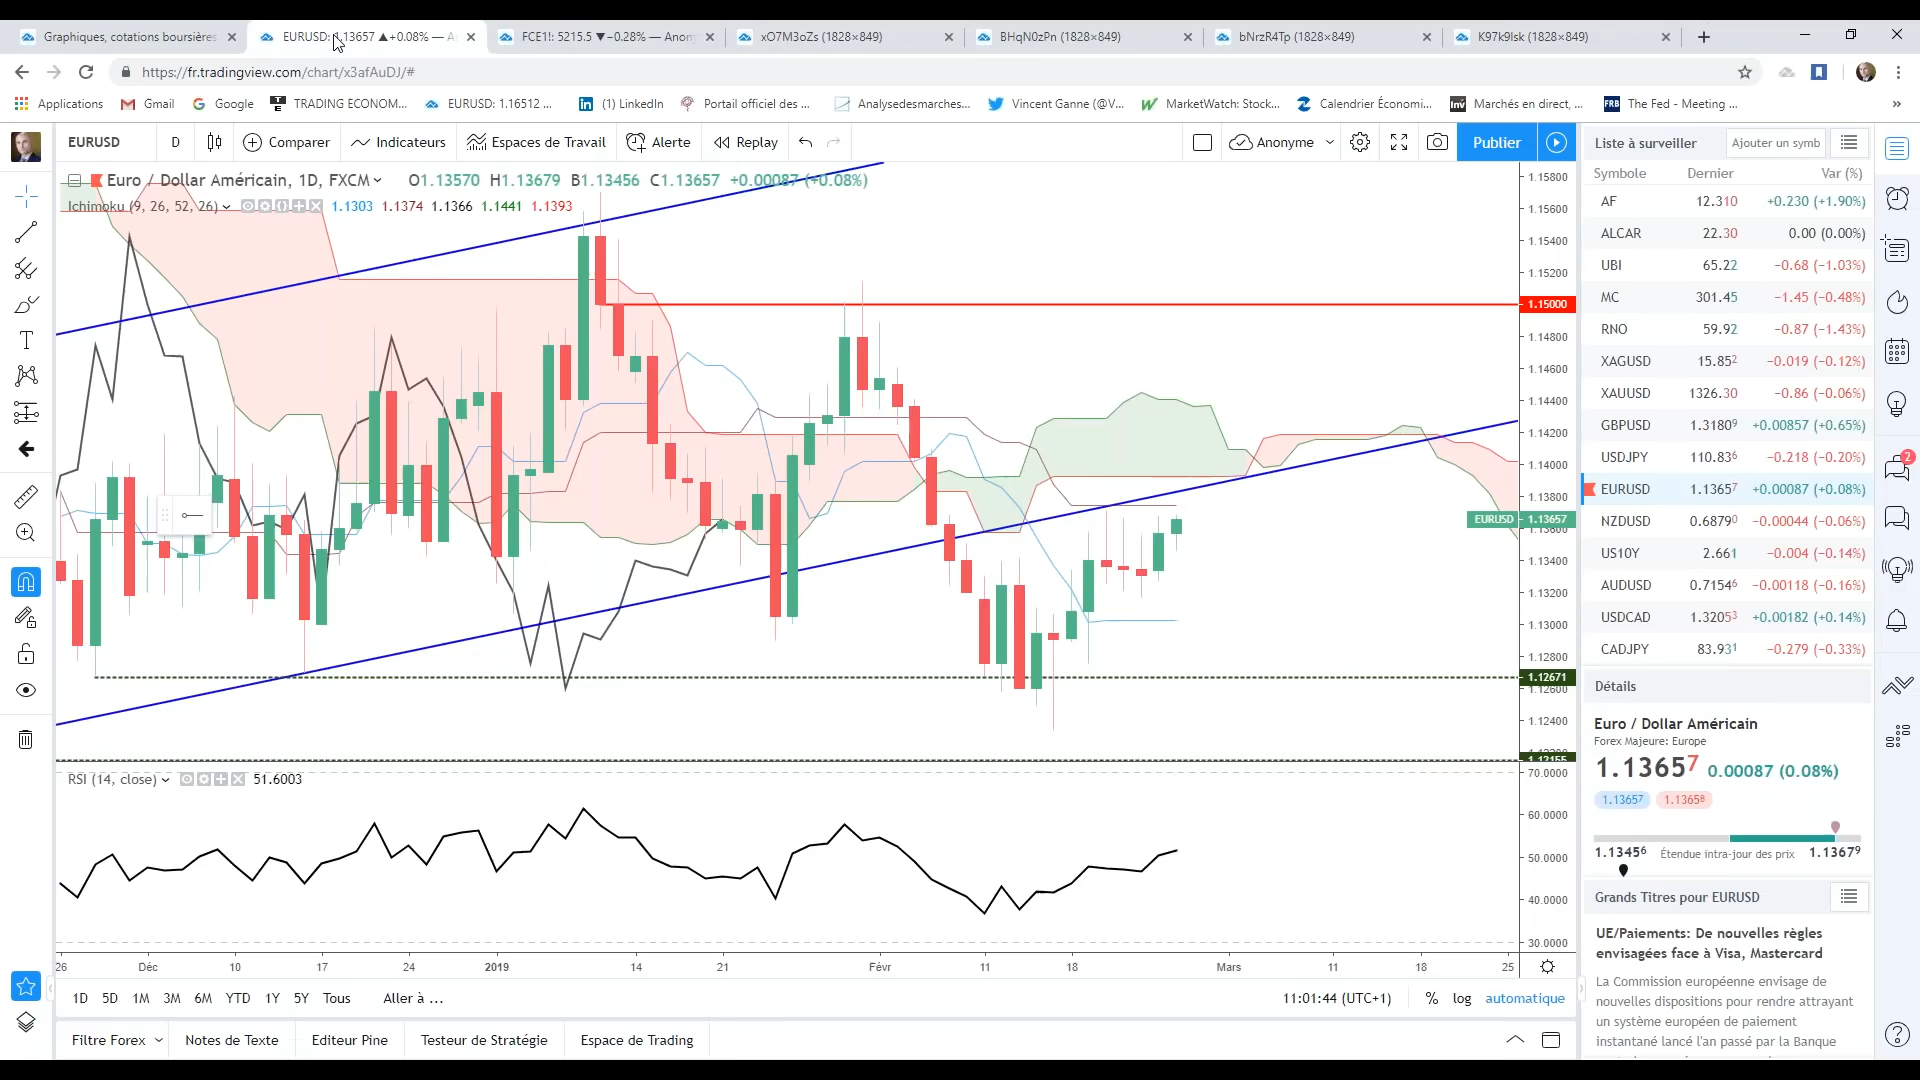 Graphiques, cotations boursières
EURUSD: 1.13657 ▲+0.08% — A
FCE1!: 5215.5 ▼−0.28% — Anon
xO7M3oZs (1828×849)
BHqN0zPn (1828×849)
bNrzR4Tp (1828×849)
K97k9lsk (1828×849)
https://fr.tradingview.com/chart/x3afAuDJ/#
Applications
Gmail
Google
TRADING ECONOM...
EURUSD: 1.16512 ...
(1) LinkedIn
Portail officiel des ...
Analysedesmarches...
Vincent Ganne (@V...
MarketWatch: Stock...
Calendrier Économi...
Marchés en direct, ...
The Fed - Meeting ...
EURUSD D Comparer Indicateurs Espaces de Travail Alerte Replay Anonyme Publier
Euro / Dollar Américain, 1D, FXCM O1.13570 H1.13679 B1.13456 C1.13657 +0.00087 (+0.08%)
Ichimoku (9, 26, 52, 26) 1.1303 1.1374 1.1366 1.1441 1.1393
1.15800
1.15600
1.15400
1.15200
1.15000
1.14800
1.14600
1.14400
1.14200
1.14000
1.13800
EURUSD 1.13657
1.13400
1.13200
1.13000
1.12800
1.12671
1.12600
1.12400
1.12155
RSI (14, close) 51.6003
70.0000
60.0000
50.0000
40.0000
30.0000
26 Déc 10 17 24 2019 14 21 Févr 11 18 Mars 11 18 25
1D 5D 1M 3M 6M YTD 1Y 5Y Tous Aller à ...
11:01:44 (UTC+1) % log automatique
Filtre Forex Notes de Texte Editeur Pine Testeur de Stratégie Espace de Trading
Liste à surveiller Ajouter un symb
Symbole Dernier Var (%)
AF 12.310 +0.230 (+1.90%)
ALCAR 22.30 0.00 (0.00%)
UBI 65.22 −0.68 (−1.03%)
MC 301.45 −1.45 (−0.48%)
RNO 59.92 −0.87 (−1.43%)
XAGUSD 15.852 −0.019 (−0.12%)
XAUUSD 1326.30 −0.86 (−0.06%)
GBPUSD 1.31809 +0.00857 (+0.65%)
USDJPY 110.836 −0.218 (−0.20%)
EURUSD 1.13657 +0.00087 (+0.08%)
NZDUSD 0.68790 −0.00044 (−0.06%)
US10Y 2.661 −0.004 (−0.14%)
AUDUSD 0.71546 −0.00118 (−0.16%)
USDCAD 1.32053 +0.00182 (+0.14%)
CADJPY 83.931 −0.279 (−0.33%)
Détails
Euro / Dollar Américain
Forex Majeure: Europe
1.13657 0.00087 (0.08%)
1.13657 1.13658
1.13456 Étendue intra-jour des prix 1.13679
Grands Titres pour EURUSD
UE/Paiements: De nouvelles règles
envisagées face à Visa, Mastercard
La Commission européenne envisage de
nouvelles dispositions pour rendre attrayant
un système européen de paiement
instantané lancé l'an passé par la Banque
2